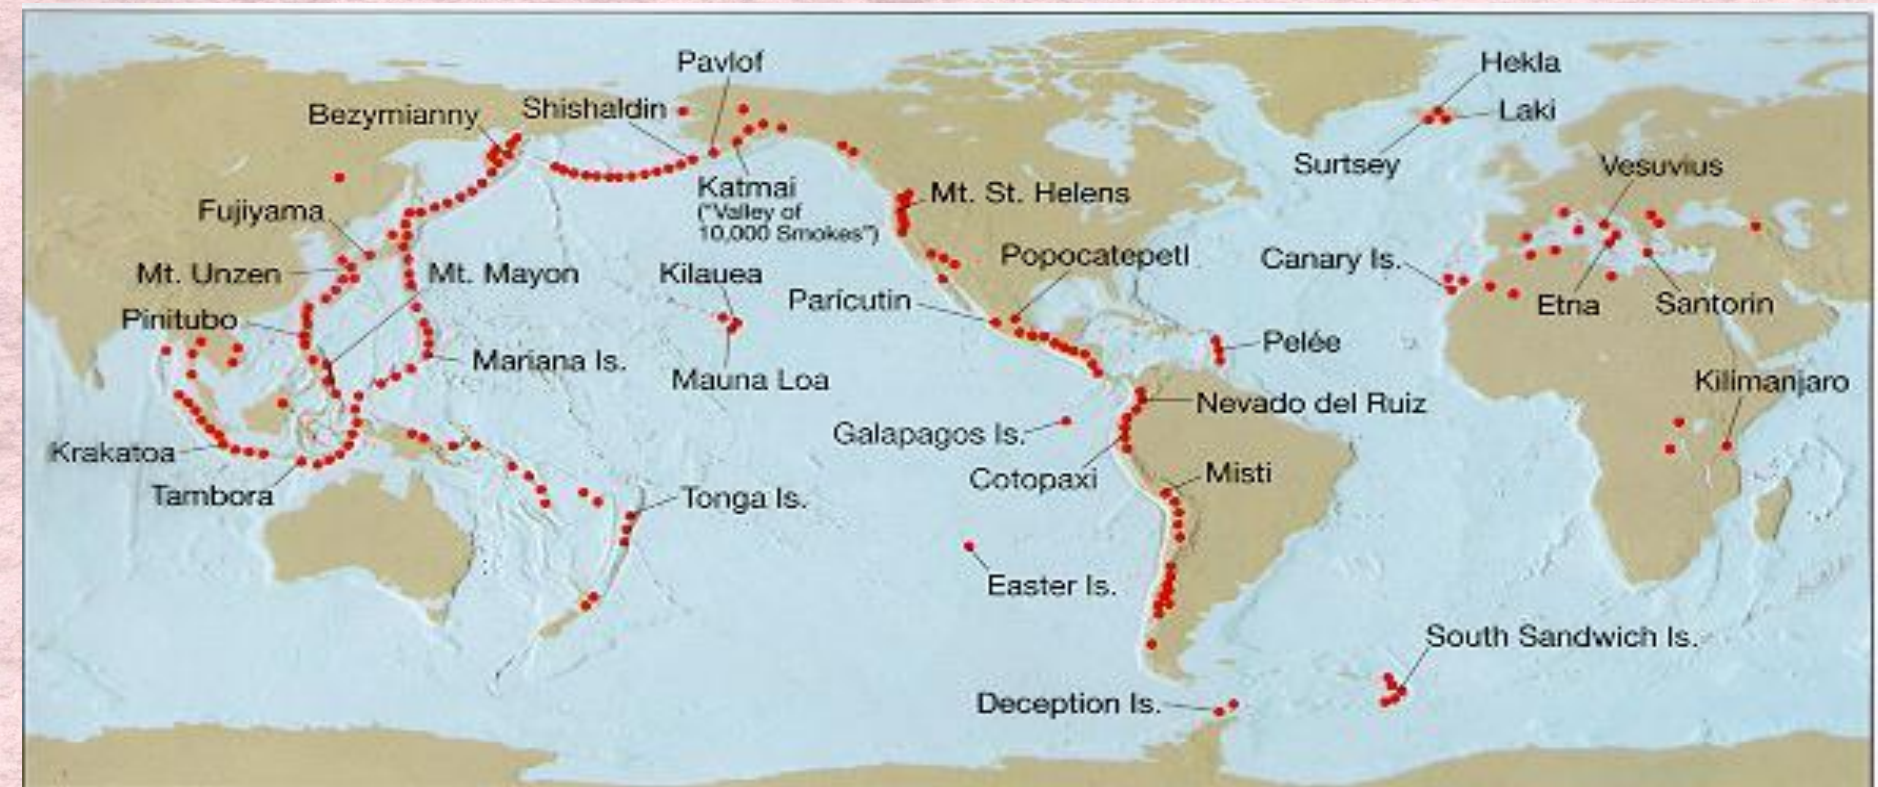 Pavlof
Hekla
Bezymianny
Shishaldin
Laki
Surtsey
Vesuvius
Katmai
("Valley of
10,000 Smokes")
Mt. St. Helens
Fujiyama
Popocatepetl
Canary Is.
Mt. Unzen
Mt. Mayon
Kilauea
Parícutin
Etna
Santorin
Pinitubo
Pelée
Mariana Is.
Mauna Loa
Kilimanjaro
Nevado del Ruiz
Galapagos Is.
Krakatoa
Cotopaxi
Misti
Tambora
Tonga Is.
Easter Is.
South Sandwich Is.
Deception Is.